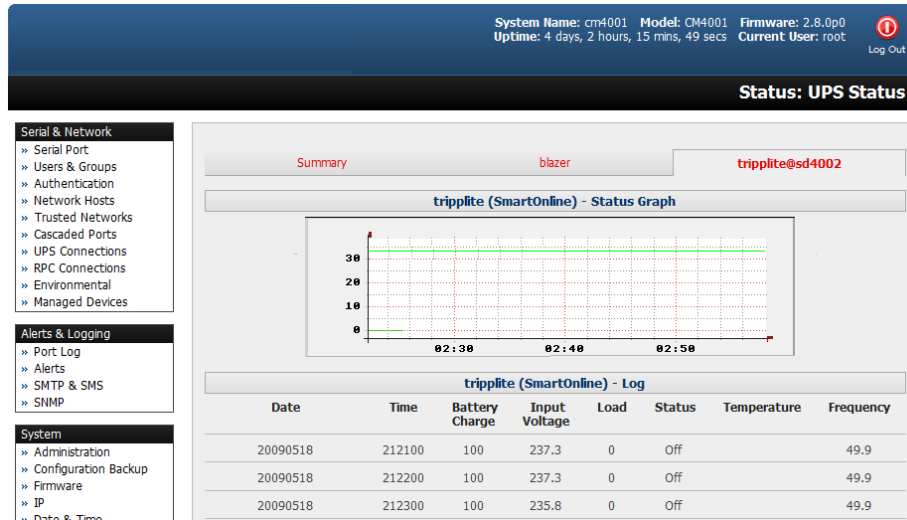 System Name: cm4001 Model: CM4001 Firmware: 2.8.0p0
Uptime: 4 days, 2 hours, 15 mins, 49 secs Current User: root
Log Out
Status: UPS Status
Serial & Network
» Serial Port
» Users & Groups
» Authentication
» Network Hosts
» Trusted Networks
» Cascaded Ports
» UPS Connections
» RPC Connections
» Environmental
» Managed Devices
Alerts & Logging
» Port Log
» Alerts
» SMTP & SMS
» SNMP
System
» Administration
» Configuration Backup
» Firmware
» IP
» Date & Time
Summary blazer tripplite@sd4002
tripplite (SmartOnline) - Status Graph
30
20
10
0
02:30 02:40 02:50
tripplite (SmartOnline) - Log
Date Time Battery Charge Input Voltage Load Status Temperature Frequency
20090518 212100 100 237.3 0 Off 49.9
20090518 212200 100 237.3 0 Off 49.9
20090518 212300 100 235.8 0 Off 49.9